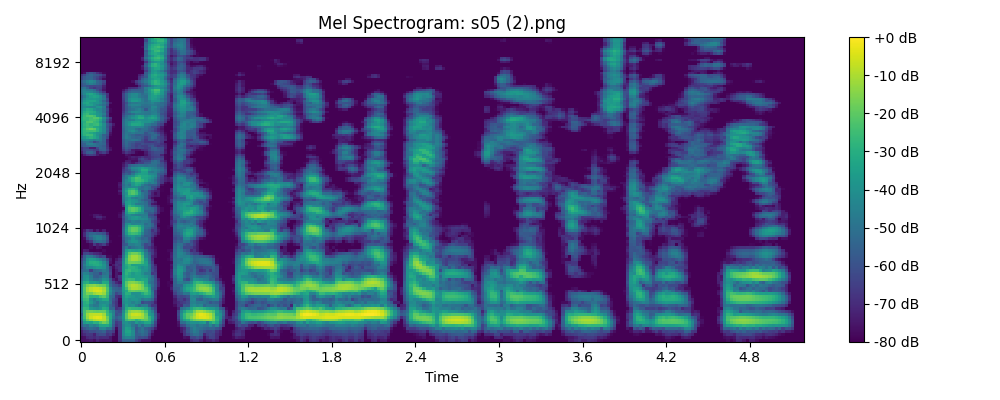 Mel Spectrogram: s05 (2).png
+0 dB
8192
-10 dB
4096
-20 dB
-30 dB
2048
Hz
-40 dB
1024
-50 dB
512
-60 dB
-70 dB
0
-80 dB
0 0.6 1.2 1.8 2.4 3 3.6 4.2 4.8
Time